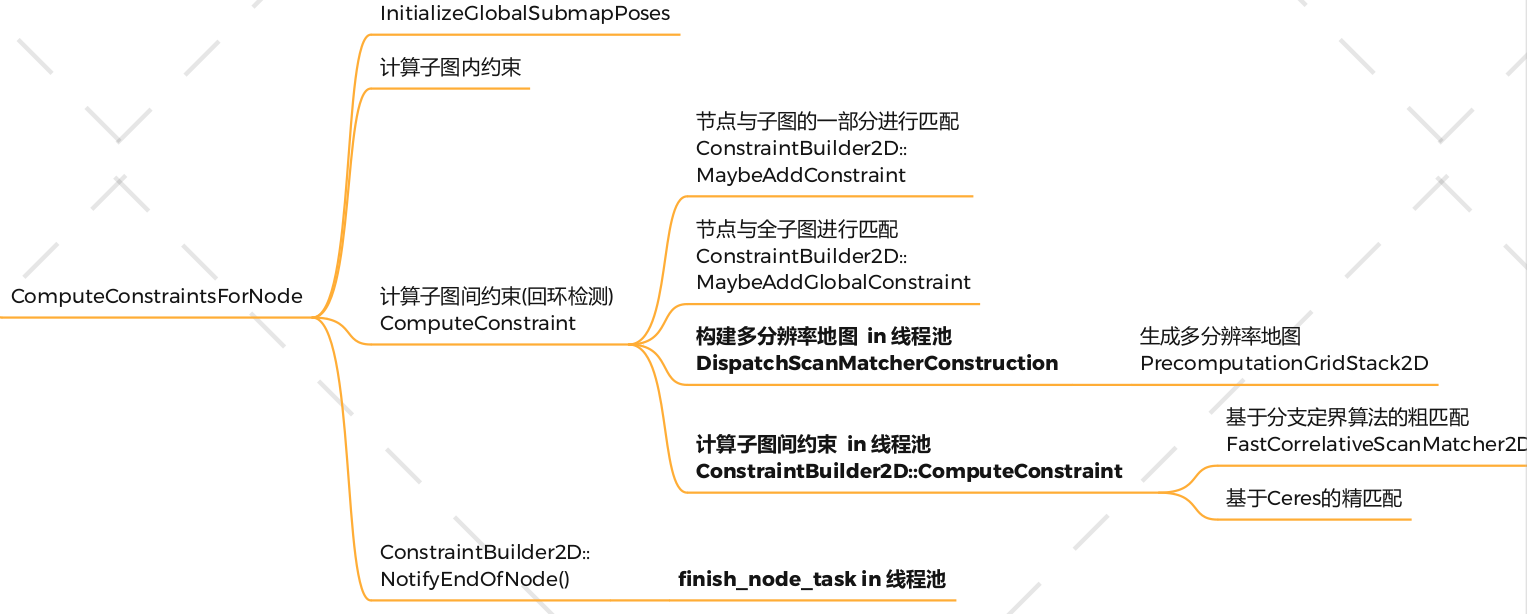 InitializeGlobalSubmapPoses
计算子图内约束
节点与子图的一部分进行匹配
ConstraintBuilder2D::
MaybeAddConstraint
节点与全子图进行匹配
ConstraintBuilder2D::
MaybeAddGlobalConstraint
ComputeConstraintsForNode
计算子图间约束(回环检测)
ComputeConstraint
构建多分辨率地图 in 线程池
DispatchScanMatcherConstruction
生成多分辨率地图
PrecomputationGridStack2D
计算子图间约束 in 线程池
ConstraintBuilder2D::ComputeConstraint
基于分支定界算法的粗匹配
FastCorrelativeScanMatcher2D
基于Ceres的精匹配
ConstraintBuilder2D::
NotifyEndOfNode()
finish_node_task in 线程池